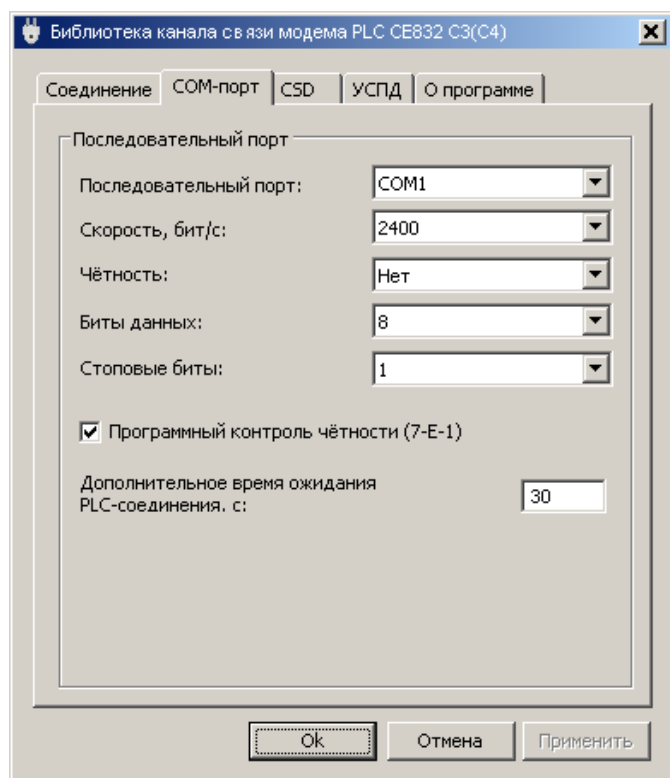 Библиотека канала связи модема PLC CE832 C3(C4)
Соединение COM-порт CSD УСПД О программе
Последовательный порт
Последовательный порт: COM1
Скорость, бит/с: 2400
Чётность: Нет
Биты данных: 8
Стоповые биты: 1
Программный контроль чётности (7-E-1)
Дополнительное время ожидания
PLC-соединения, с: 30
Ok Отмена Применить